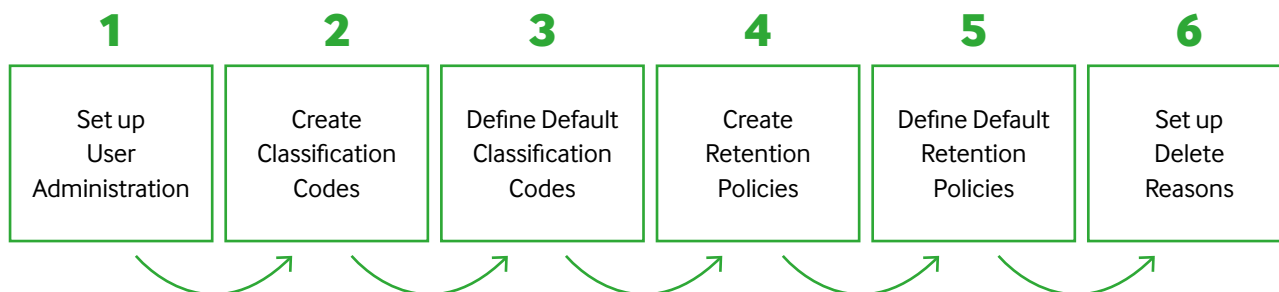 1
Set up
User
Administration
2
Create
Classification
Codes
3
Define Default
Classification
Codes
4
Create
Retention
Policies
5
Define Default
Retention
Policies
6
Set up
Delete
Reasons